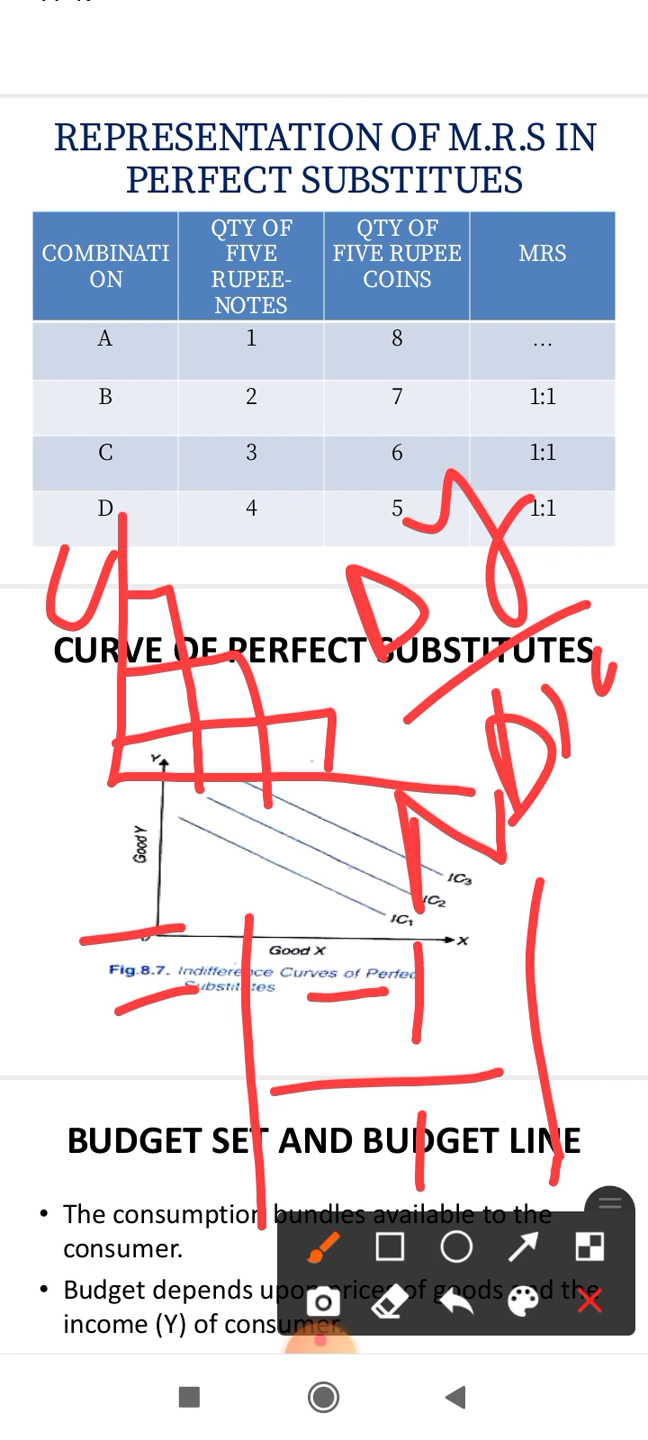 REPRESENTATION OF M.R.S IN
PERFECT SUBSTITUES
COMBINATI
ON
QTY OF
FIVE
RUPEE-
NOTES
QTY OF
FIVE RUPEE
COINS
MRS
A 1 8 ...
B 2 7 1:1
C 3 6 1:1
D 4 5 1:1
CURVE OF PERFECT SUBSTITUTES
Y
Good Y
IC3
IC2
IC1
X
Good X
Fig.8.7. Indifference Curves of Perfec
Substitutes
BUDGET SET AND BUDGET LINE
• The consumption bundles available to the
consumer.
• Budget depends upon prices of goods and the
income (Y) of consumer.